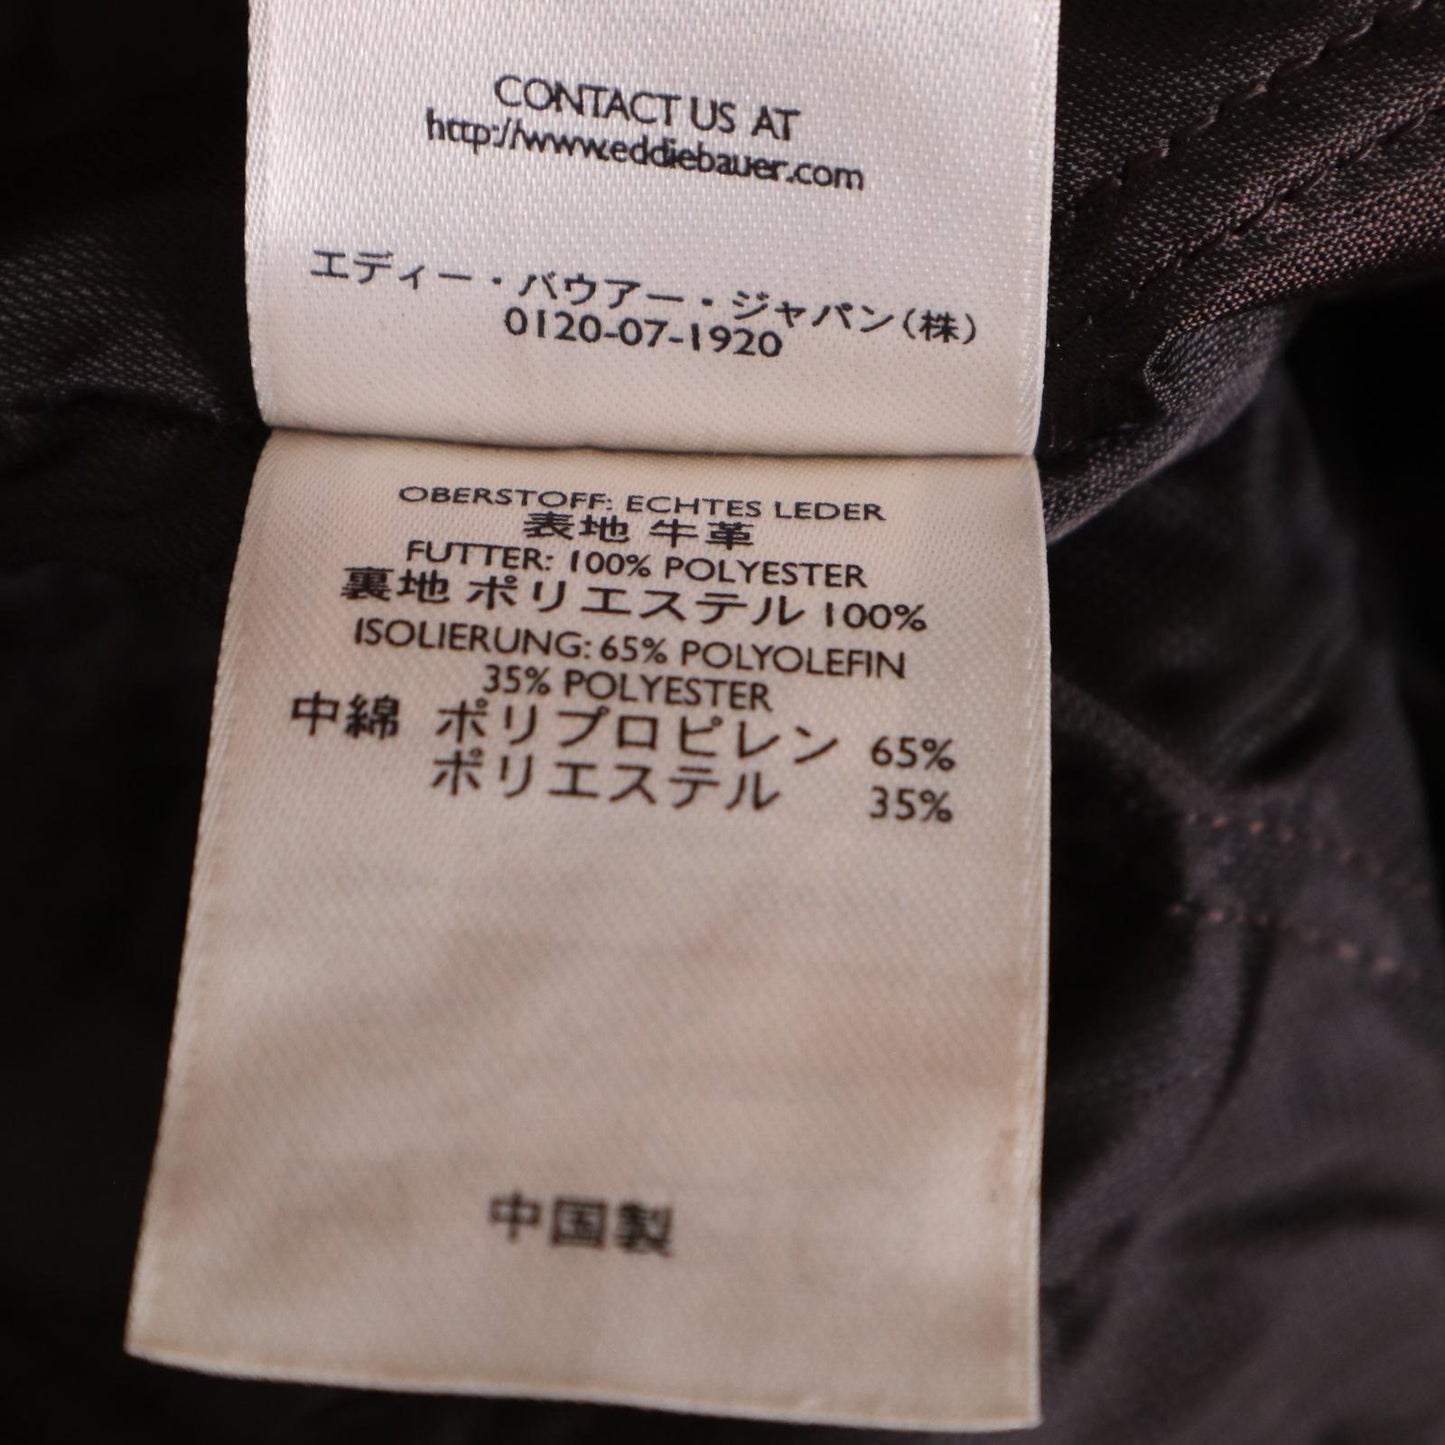 CONTACT US AT
http://www.eddiebauer.com
エディー・バウアー・ジャパン(株)
0120-07-1920
OBERSTOFF: ECHTES LEDER
表地 牛革
FUTTER: 100% POLYESTER
裏地 ポリエステル 100%
ISOLIERUNG: 65% POLYOLEFIN
35% POLYESTER
中綿 ポリプロピレン 65%
ポリエステル 35%
中国製